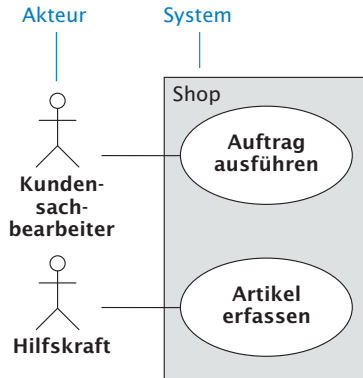 Akteur
System
Shop
Auftrag
ausführen
Kunden-
sach-
bearbeiter
Artikel
erfassen
Hilfskraft